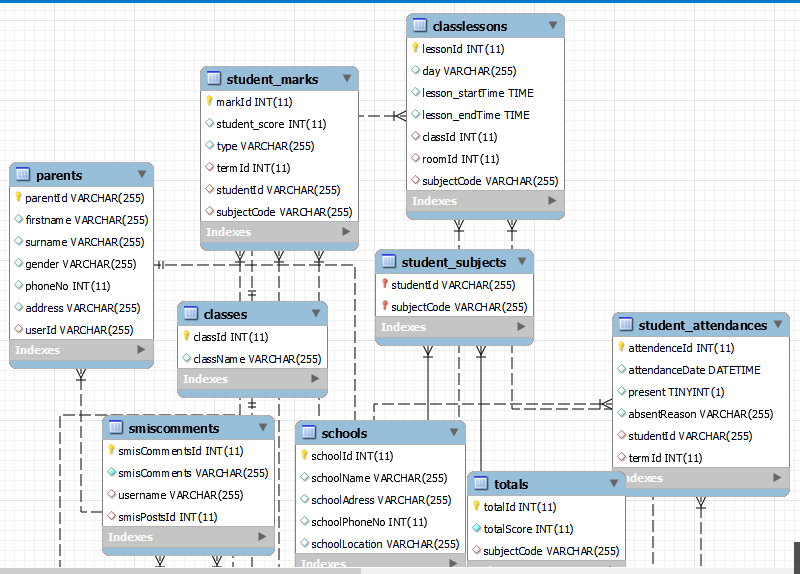 classlessons
lessonId INT(11)
day VARCHAR(255)
lesson_startTime TIME
lesson_endTime TIME
classId INT(11)
roomId INT(11)
subjectCode VARCHAR(255)
Indexes
student_marks
markId INT(11)
student_score INT(11)
type VARCHAR(255)
termId INT(11)
studentId VARCHAR(255)
subjectCode VARCHAR(255)
Indexes
parents
parentId VARCHAR(255)
firstname VARCHAR(255)
surname VARCHAR(255)
gender VARCHAR(255)
phoneNo INT(11)
address VARCHAR(255)
userId VARCHAR(255)
Indexes
student_subjects
studentId VARCHAR(255)
subjectCode VARCHAR(255)
Indexes
classes
classId INT(11)
className VARCHAR(255)
Indexes
student_attendances
attendenceId INT(11)
attendanceDate DATETIME
present TINYINT(1)
absentReason VARCHAR(255)
studentId VARCHAR(255)
termId INT(11)
Indexes
smiscomments
smisCommentsId INT(11)
smisComments VARCHAR(255)
username VARCHAR(255)
smisPostsId INT(11)
Indexes
schools
schoolId INT(11)
schoolName VARCHAR(255)
schoolAdress VARCHAR(255)
schoolPhoneNo INT(11)
schoolLocation VARCHAR(255)
Indexes
totals
totalId INT(11)
totalScore INT(11)
subjectCode VARCHAR(255)